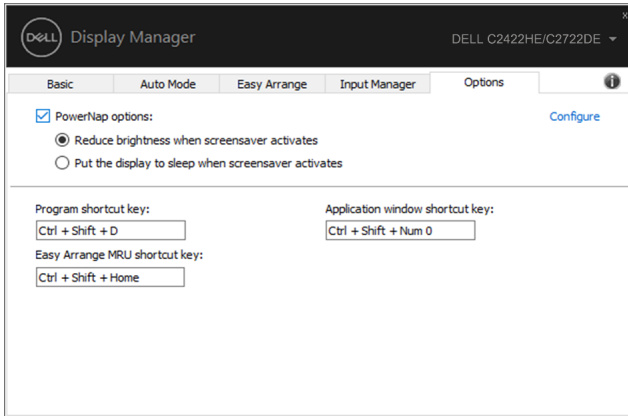 DELL Display Manager
DELL C2422HE/C2722DE
x
Basic Auto Mode Easy Arrange Input Manager Options
PowerNap options:
Configure
Reduce brightness when screensaver activates
Put the display to sleep when screensaver activates
Program shortcut key:
Application window shortcut key:
Ctrl + Shift + D
Ctrl + Shift + Num 0
Easy Arrange MRU shortcut key:
Ctrl + Shift + Home